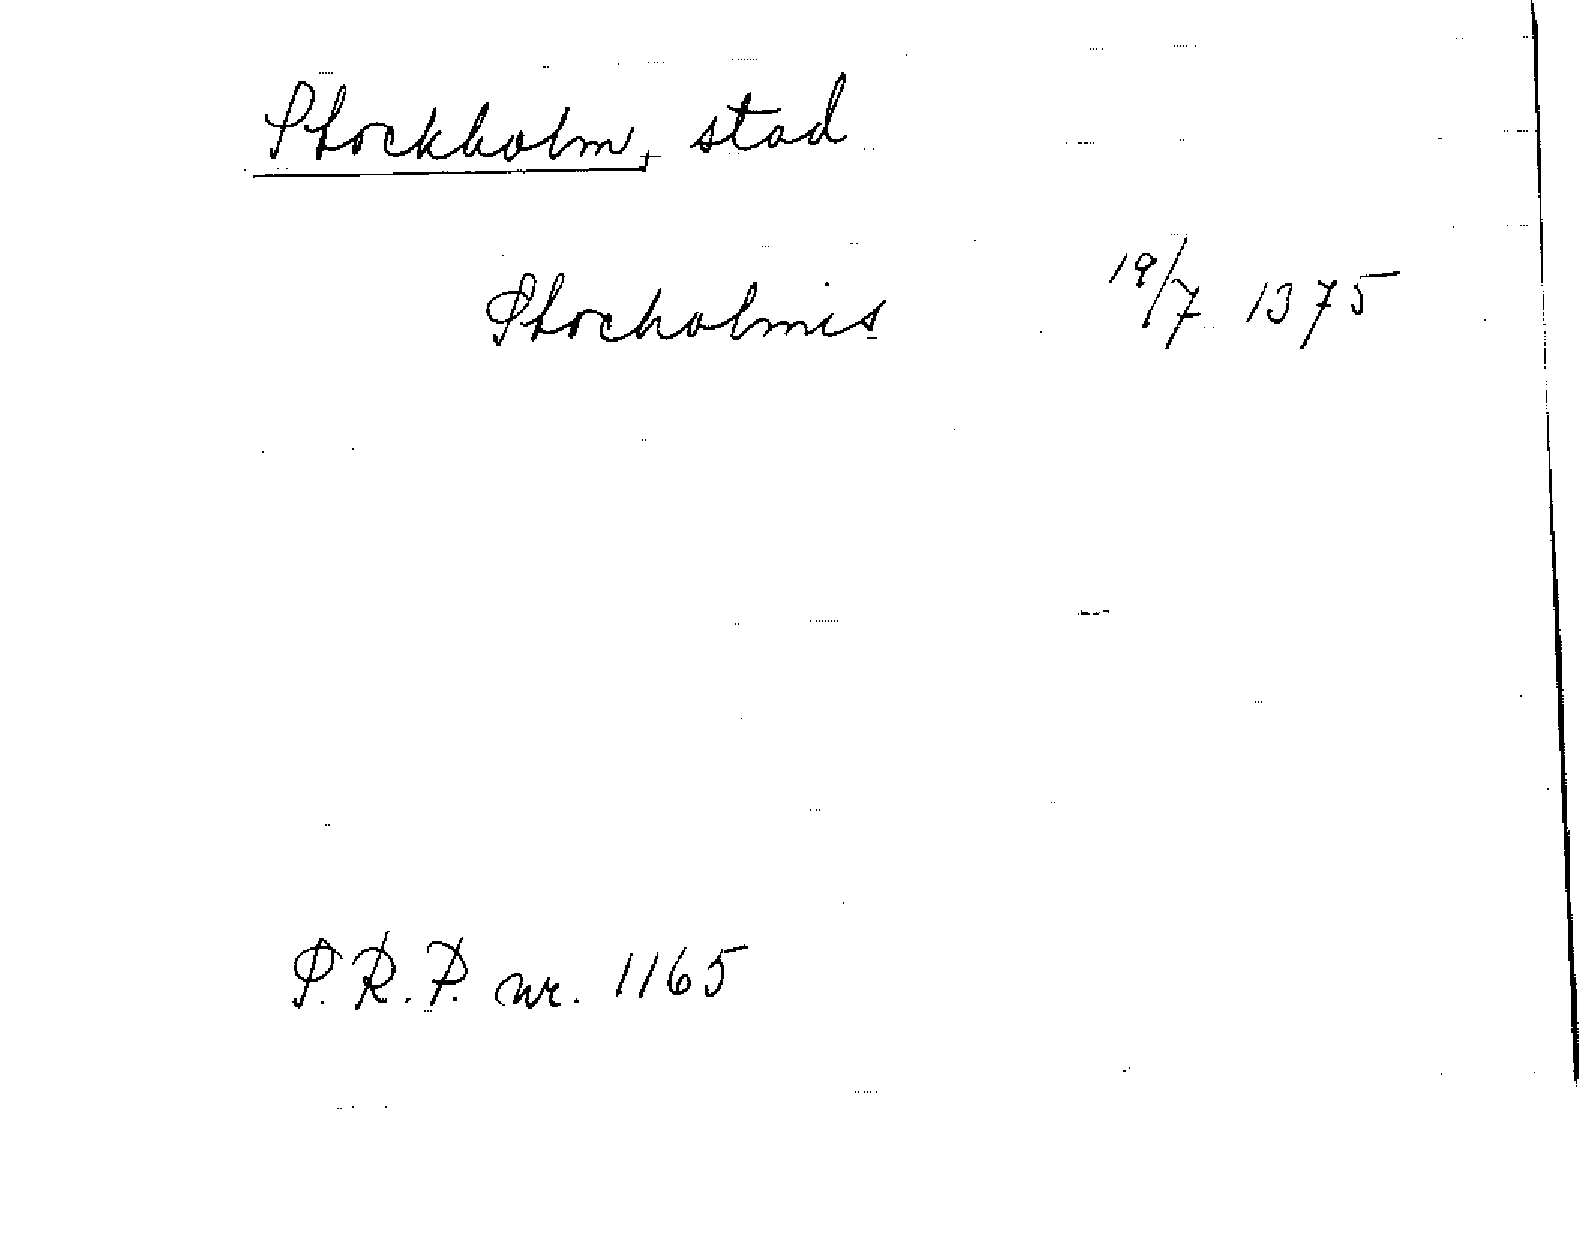 Stockholm, stad
Stocholmis 19/7 1375
S.R.P. nr. 1165